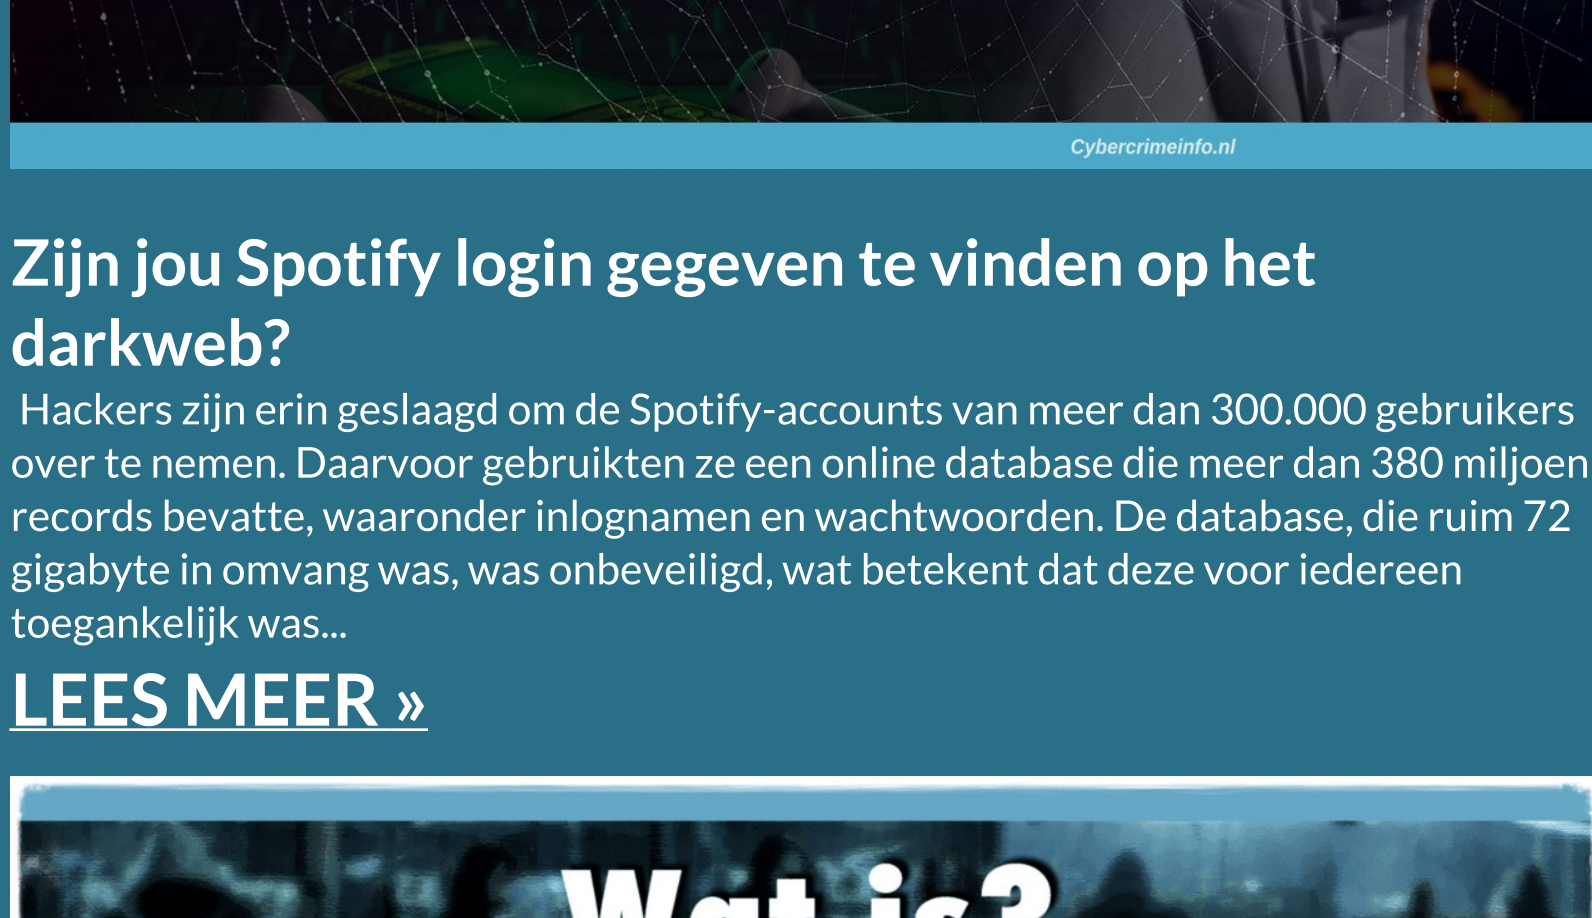 Cybercrimeinfo.nl
Zijn jou Spotify login gegeven te vinden op het
darkweb?
Hackers zijn erin geslaagd om de Spotify-accounts van meer dan 300.000 gebruikers
over te nemen. Daarvoor gebruikten ze een online database die meer dan 380 miljoen
records bevatte, waaronder inlognamen en wachtwoorden. De database, die ruim 72
gigabyte in omvang was, was onbeveiligd, wat betekent dat deze voor iedereen
toegankelijk was...
LEES MEER »
Wat is?